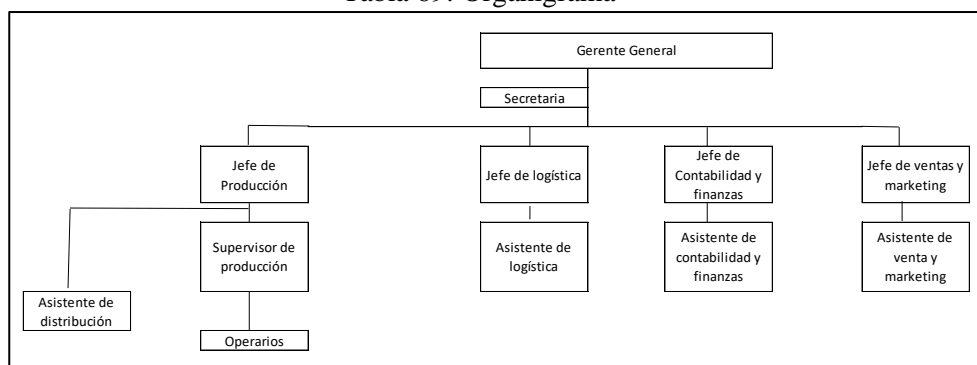 Gerente General
Secretaria
Jefe de
Producción
Jefe de logística
Jefe de
Contabilidad y
finanzas
Jefe de ventas y
marketing
Supervisor de
producción
Asistente de
logística
Asistente de
contabilidad y
finanzas
Asistente de
venta y
marketing
Asistente de
distribución
Operarios